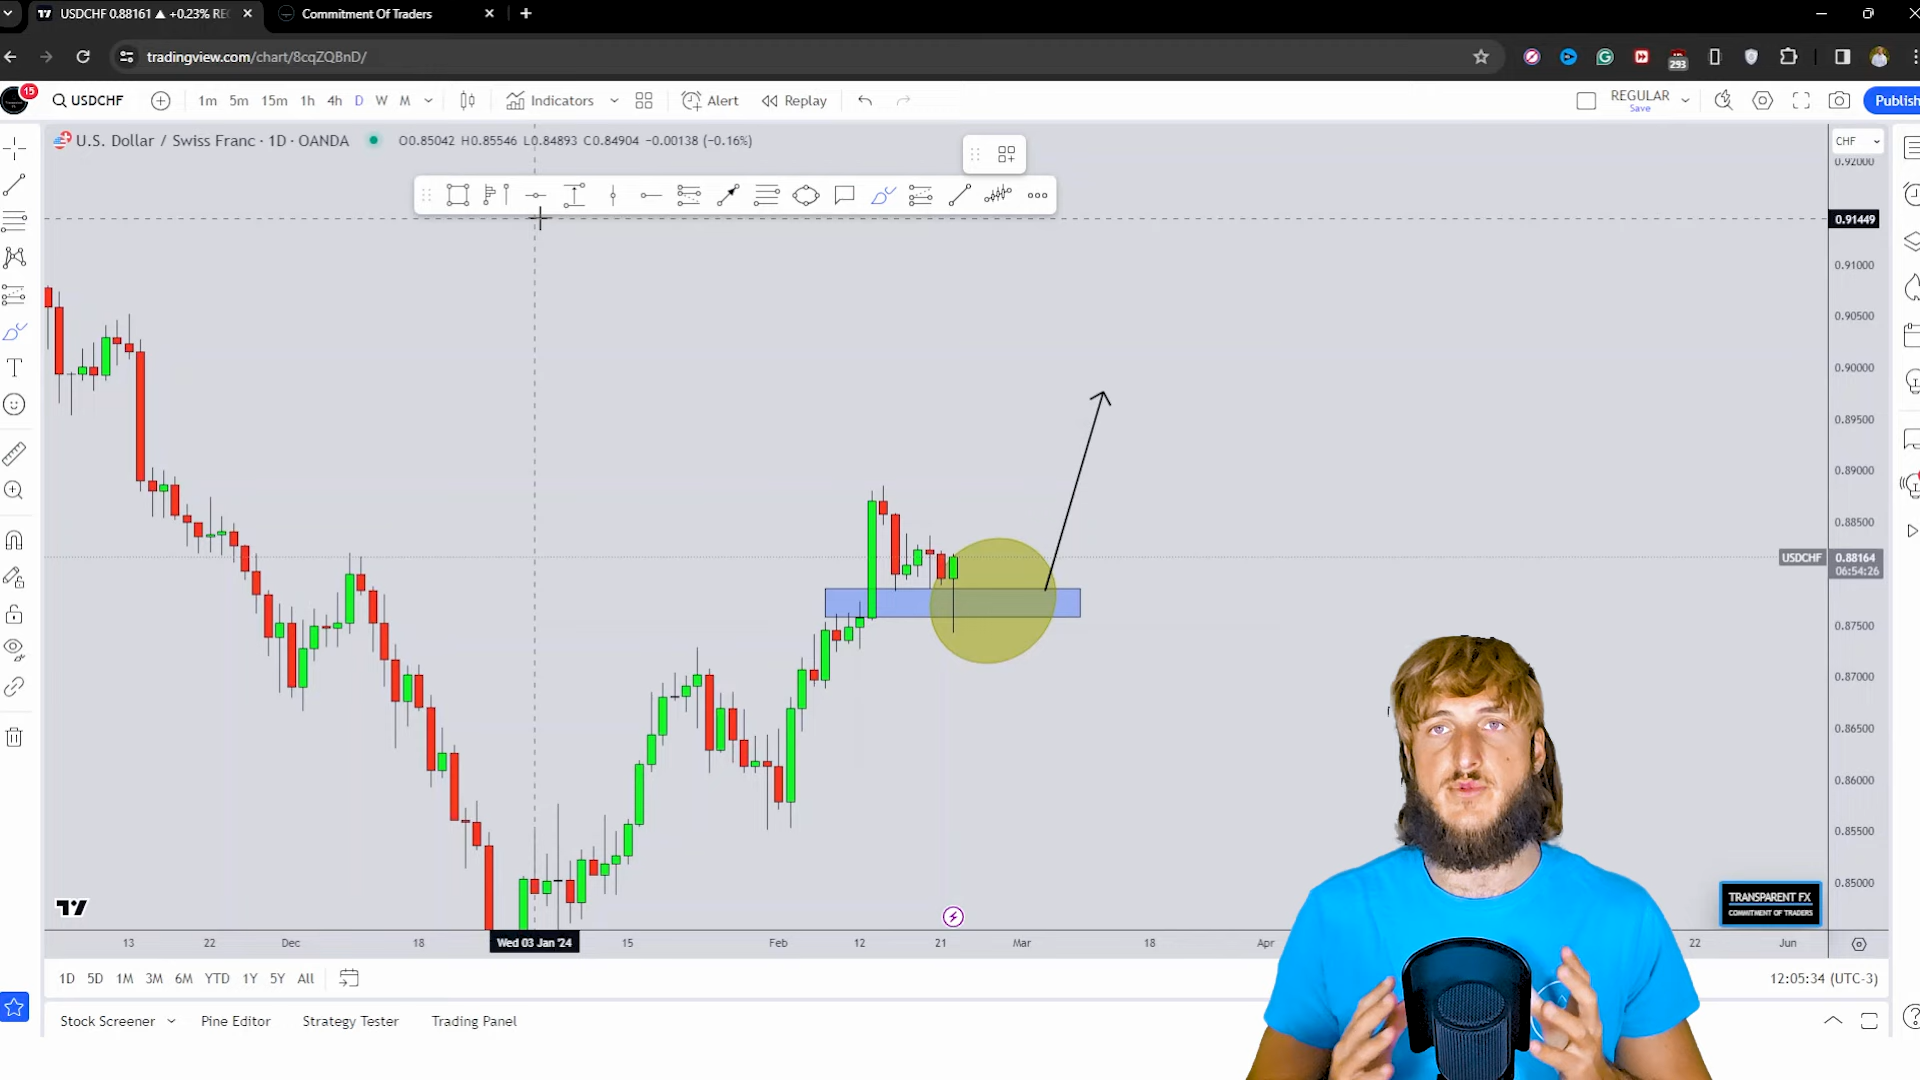 USDCHF 0.88161 ▲ +0.23% RE
Commitment Of Traders
tradingview.com/chart/8cqZQBnD/
293
15
USDCHF
1m 5m 15m 1h 4h D W M
Indicators
Alert
Replay
REGULAR
Save
Publish
U.S. Dollar / Swiss Franc · 1D · OANDA
O0.85042 H0.85546 L0.84893 C0.84904 −0.00138 (−0.16%)
CHF
0.92000
0.91449
0.91000
0.90500
0.90000
0.89500
0.89000
0.88500
USDCHF 0.88164
06:54:26
0.87500
0.87000
0.86500
0.86000
0.85500
0.85000
TRANSPARENT FX
COMMITMENT OF TRADERS
13 22 Dec 18 Wed 03 Jan '24 15 Feb 12 21 Mar 18 Apr 22 Jun
1D 5D 1M 3M 6M YTD 1Y 5Y All
12:05:34 (UTC-3)
Stock Screener Pine Editor Strategy Tester Trading Panel